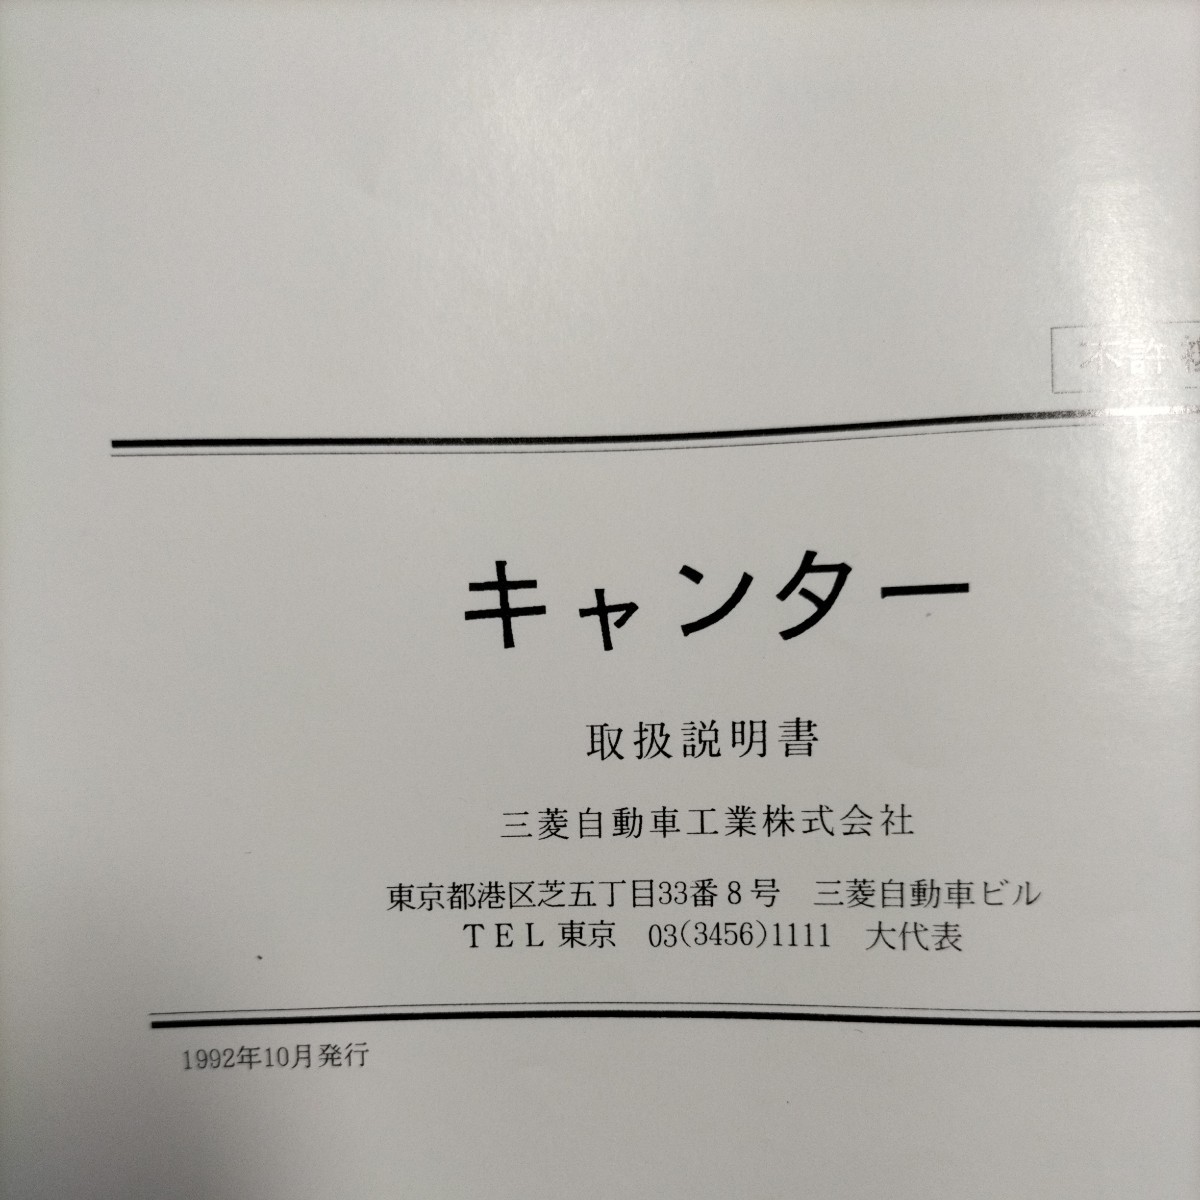 不許
キャンター
取扱説明書
三菱自動車工業株式会社
東京都港区芝五丁目33番8号　三菱自動車ビル
TEL 東京　03(3456)1111　大代表
1992年10月発行